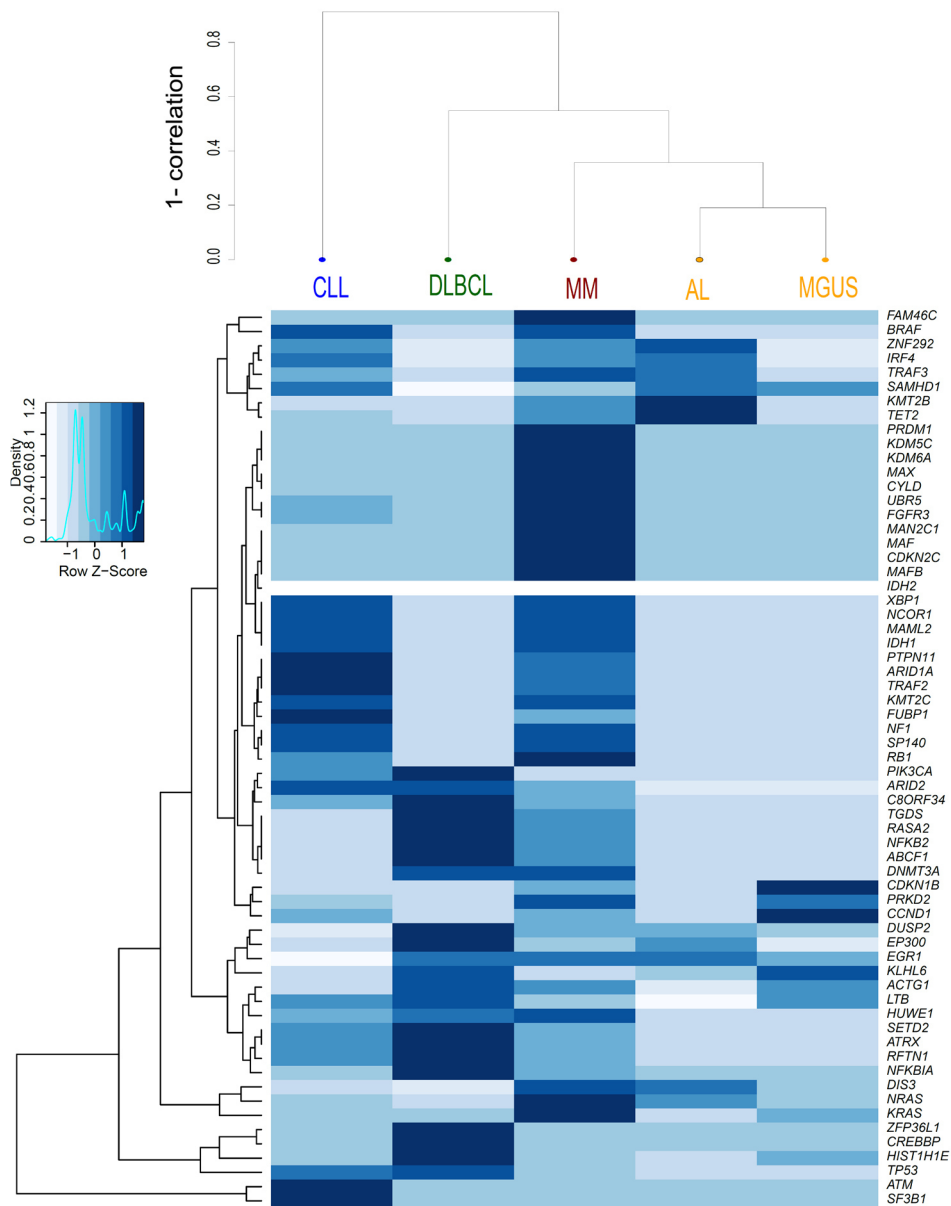 1- correlation
0.8
0.6
0.4
0.2
0.0
CLL DLBCL MM AL MGUS
FAM46C
BRAF
ZNF292
IRF4
TRAF3
SAMHD1
KMT2B
TET2
PRDM1
KDM5C
KDM6A
MAX
CYLD
UBR5
FGFR3
MAN2C1
MAF
CDKN2C
MAFB
IDH2
XBP1
NCOR1
MAML2
IDH1
PTPN11
ARID1A
TRAF2
KMT2C
FUBP1
NF1
SP140
RB1
PIK3CA
ARID2
C8ORF34
TGDS
RASA2
NFKB2
ABCF1
DNMT3A
CDKN1B
PRKD2
CCND1
DUSP2
EP300
EGR1
KLHL6
ACTG1
LTB
HUWE1
SETD2
ATRX
RFTN1
NFKBIA
DIS3
NRAS
KRAS
ZFP36L1
CREBBP
HIST1H1E
TP53
ATM
SF3B1
Density
0 0.2 0.4 0.6 0.8 1 1.2
−1 0 1
Row Z−Score